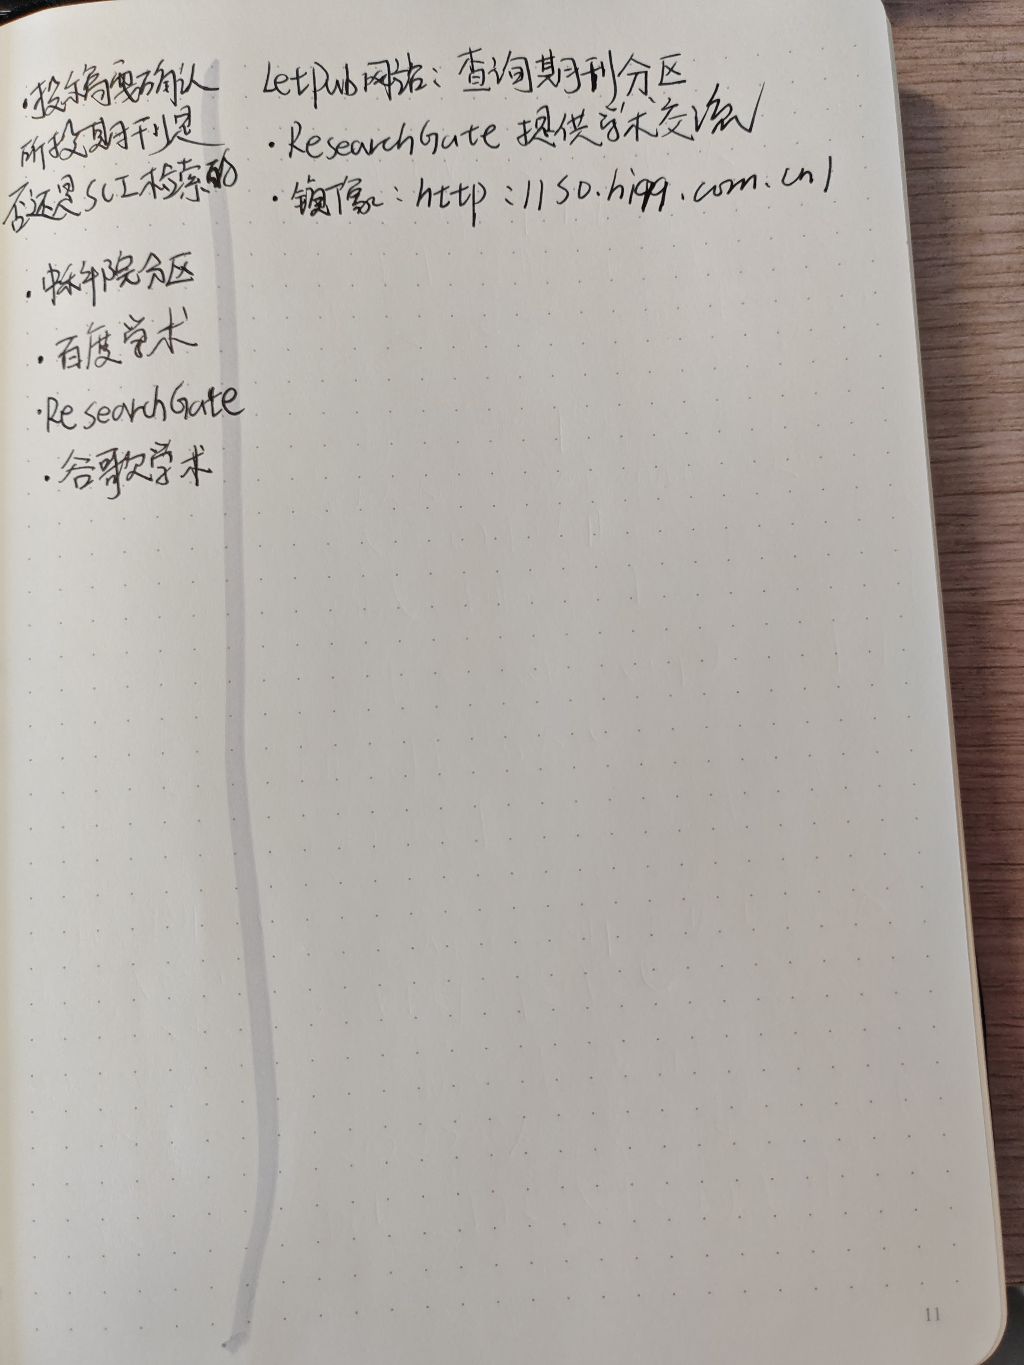 ·投稿需确认
所投期刊是
否还是SCI检索的
·中科院分区
·百度学术
·ResearchGate
·谷歌学术
LetPub网站：查询期刊分区
·ResearchGate 提供学术交流
·镜像：http://so.hiqq.com.cn/
11